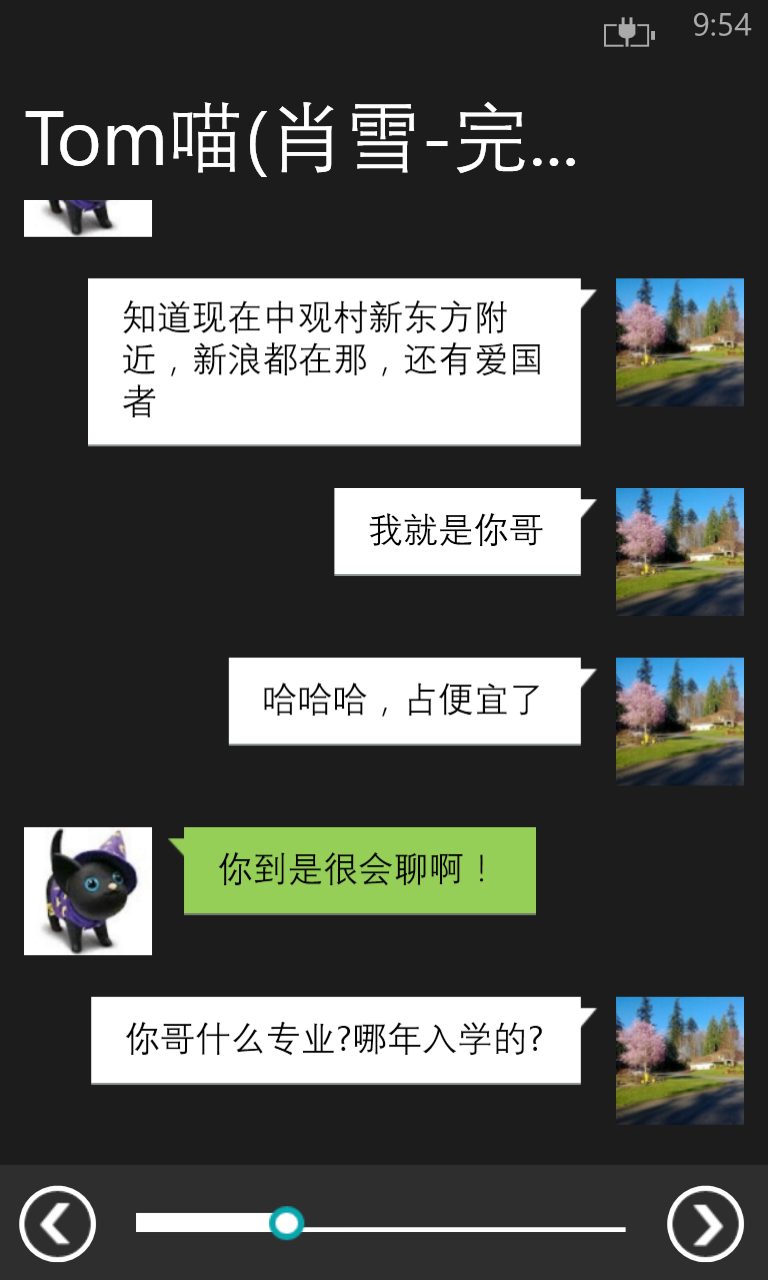 9:54
Tom喵(肖雪-完...
知道现在中观村新东方附
近，新浪都在那，还有爱国
者
我就是你哥
哈哈哈，占便宜了
你到是很会聊啊！
你哥什么专业?哪年入学的?